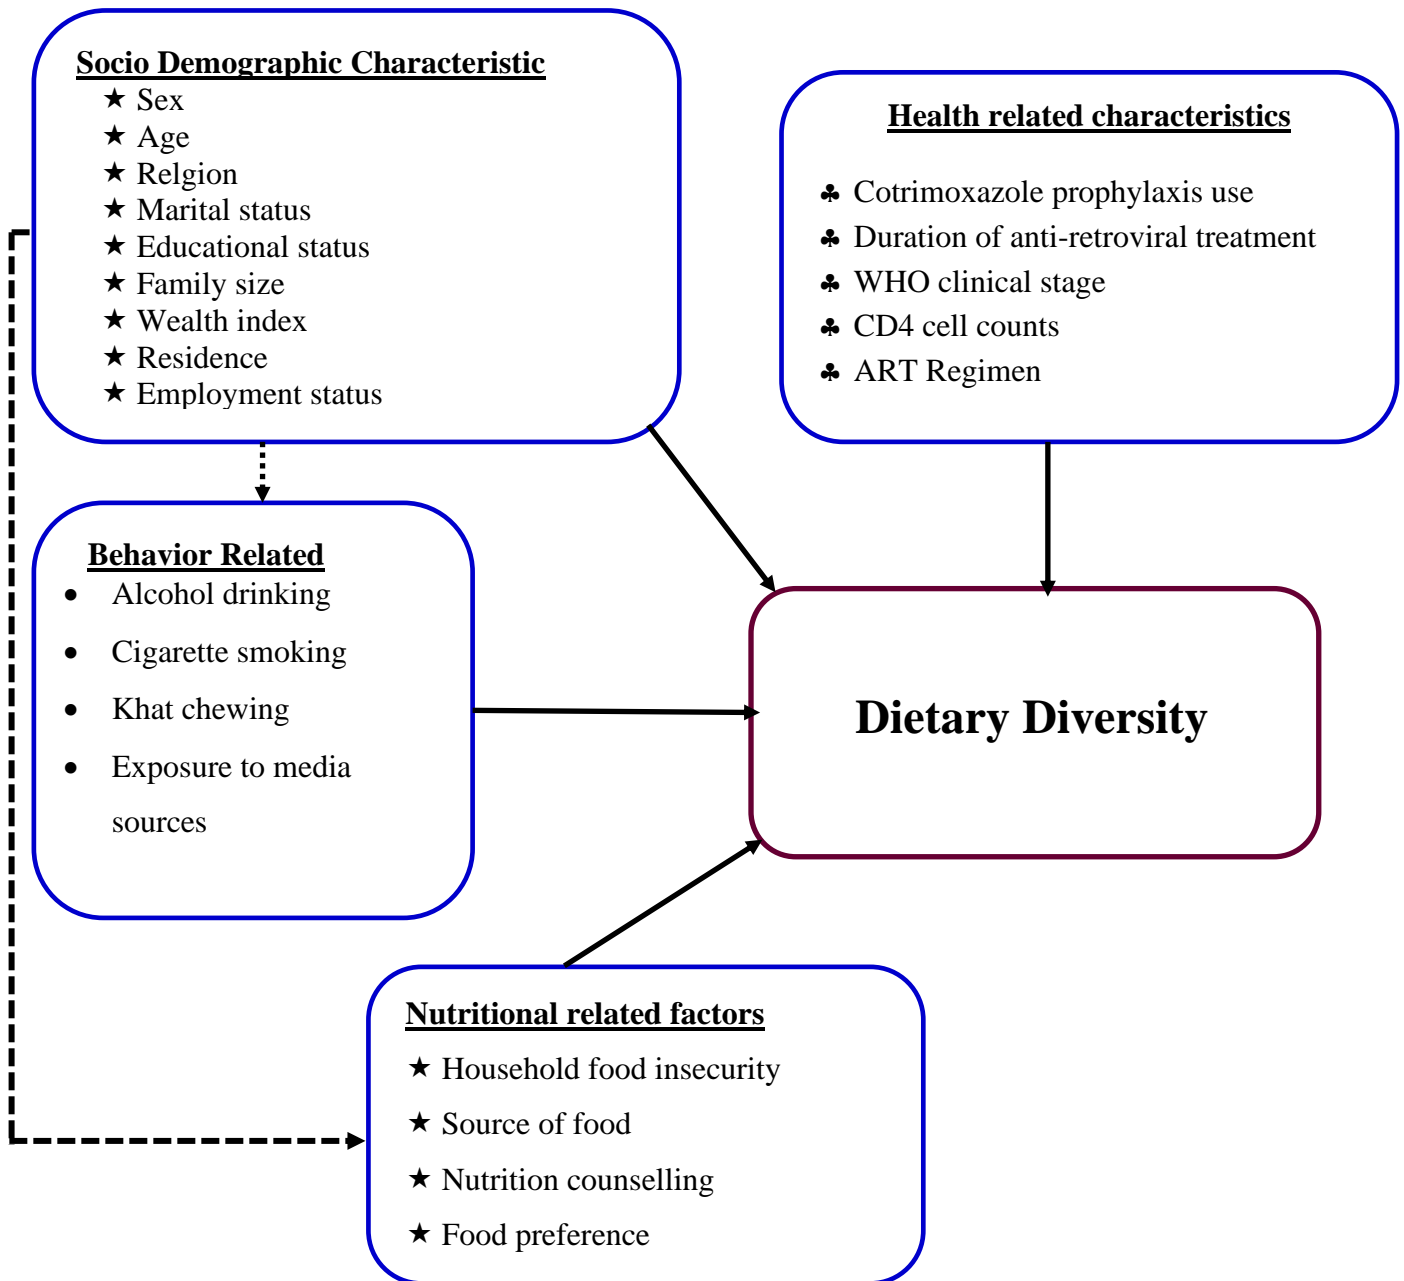 Socio Demographic Characteristic
★ Sex
★ Age
★ Relgion
★ Marital status
★ Educational status
★ Family size
★ Wealth index
★ Residence
★ Employment status
Health related characteristics
♣ Cotrimoxazole prophylaxis use
♣ Duration of anti-retroviral treatment
♣ WHO clinical stage
♣ CD4 cell counts
♣ ART Regimen
Behavior Related
• Alcohol drinking
• Cigarette smoking
• Khat chewing
• Exposure to media
sources
Dietary Diversity
Nutritional related factors
★ Household food insecurity
★ Source of food
★ Nutrition counselling
★ Food preference